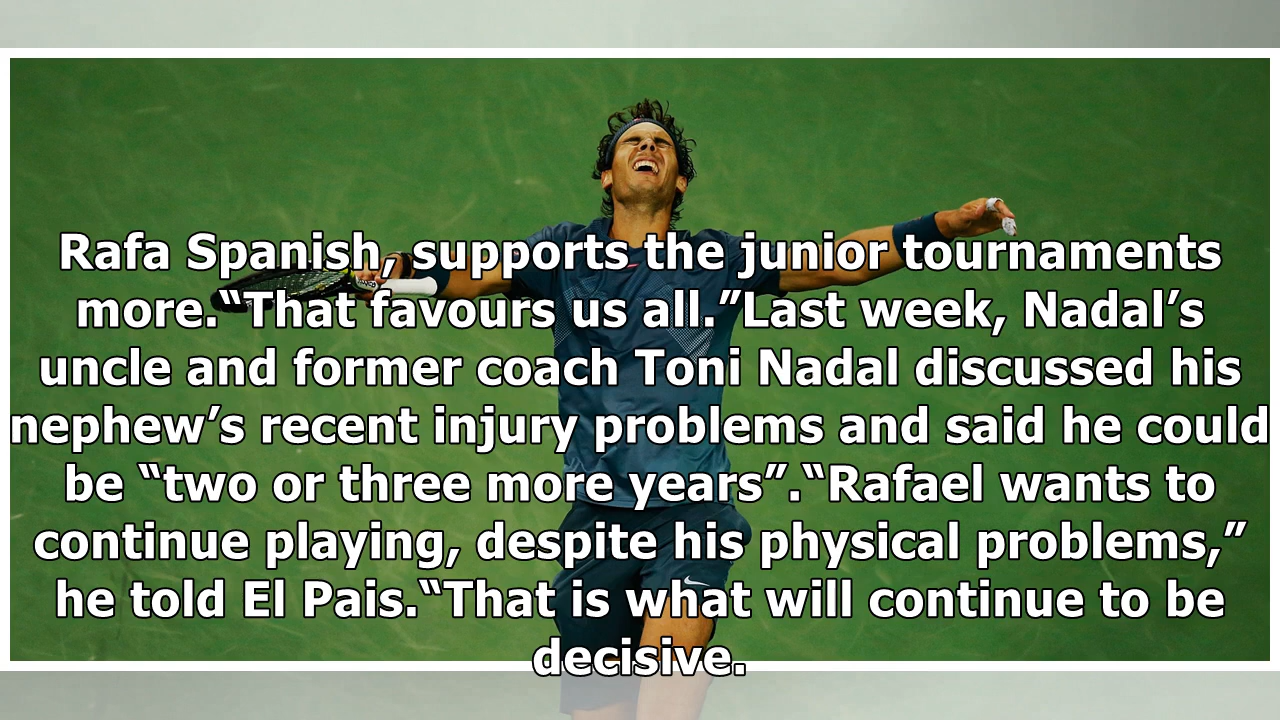 Rafa Spanish, supports the junior tournaments
more.“That favours us all.”Last week, Nadal’s
uncle and former coach Toni Nadal discussed his
nephew’s recent injury problems and said he could
be “two or three more years”.“Rafael wants to
continue playing, despite his physical problems,”
he told El Pais.“That is what will continue to be
decisive.